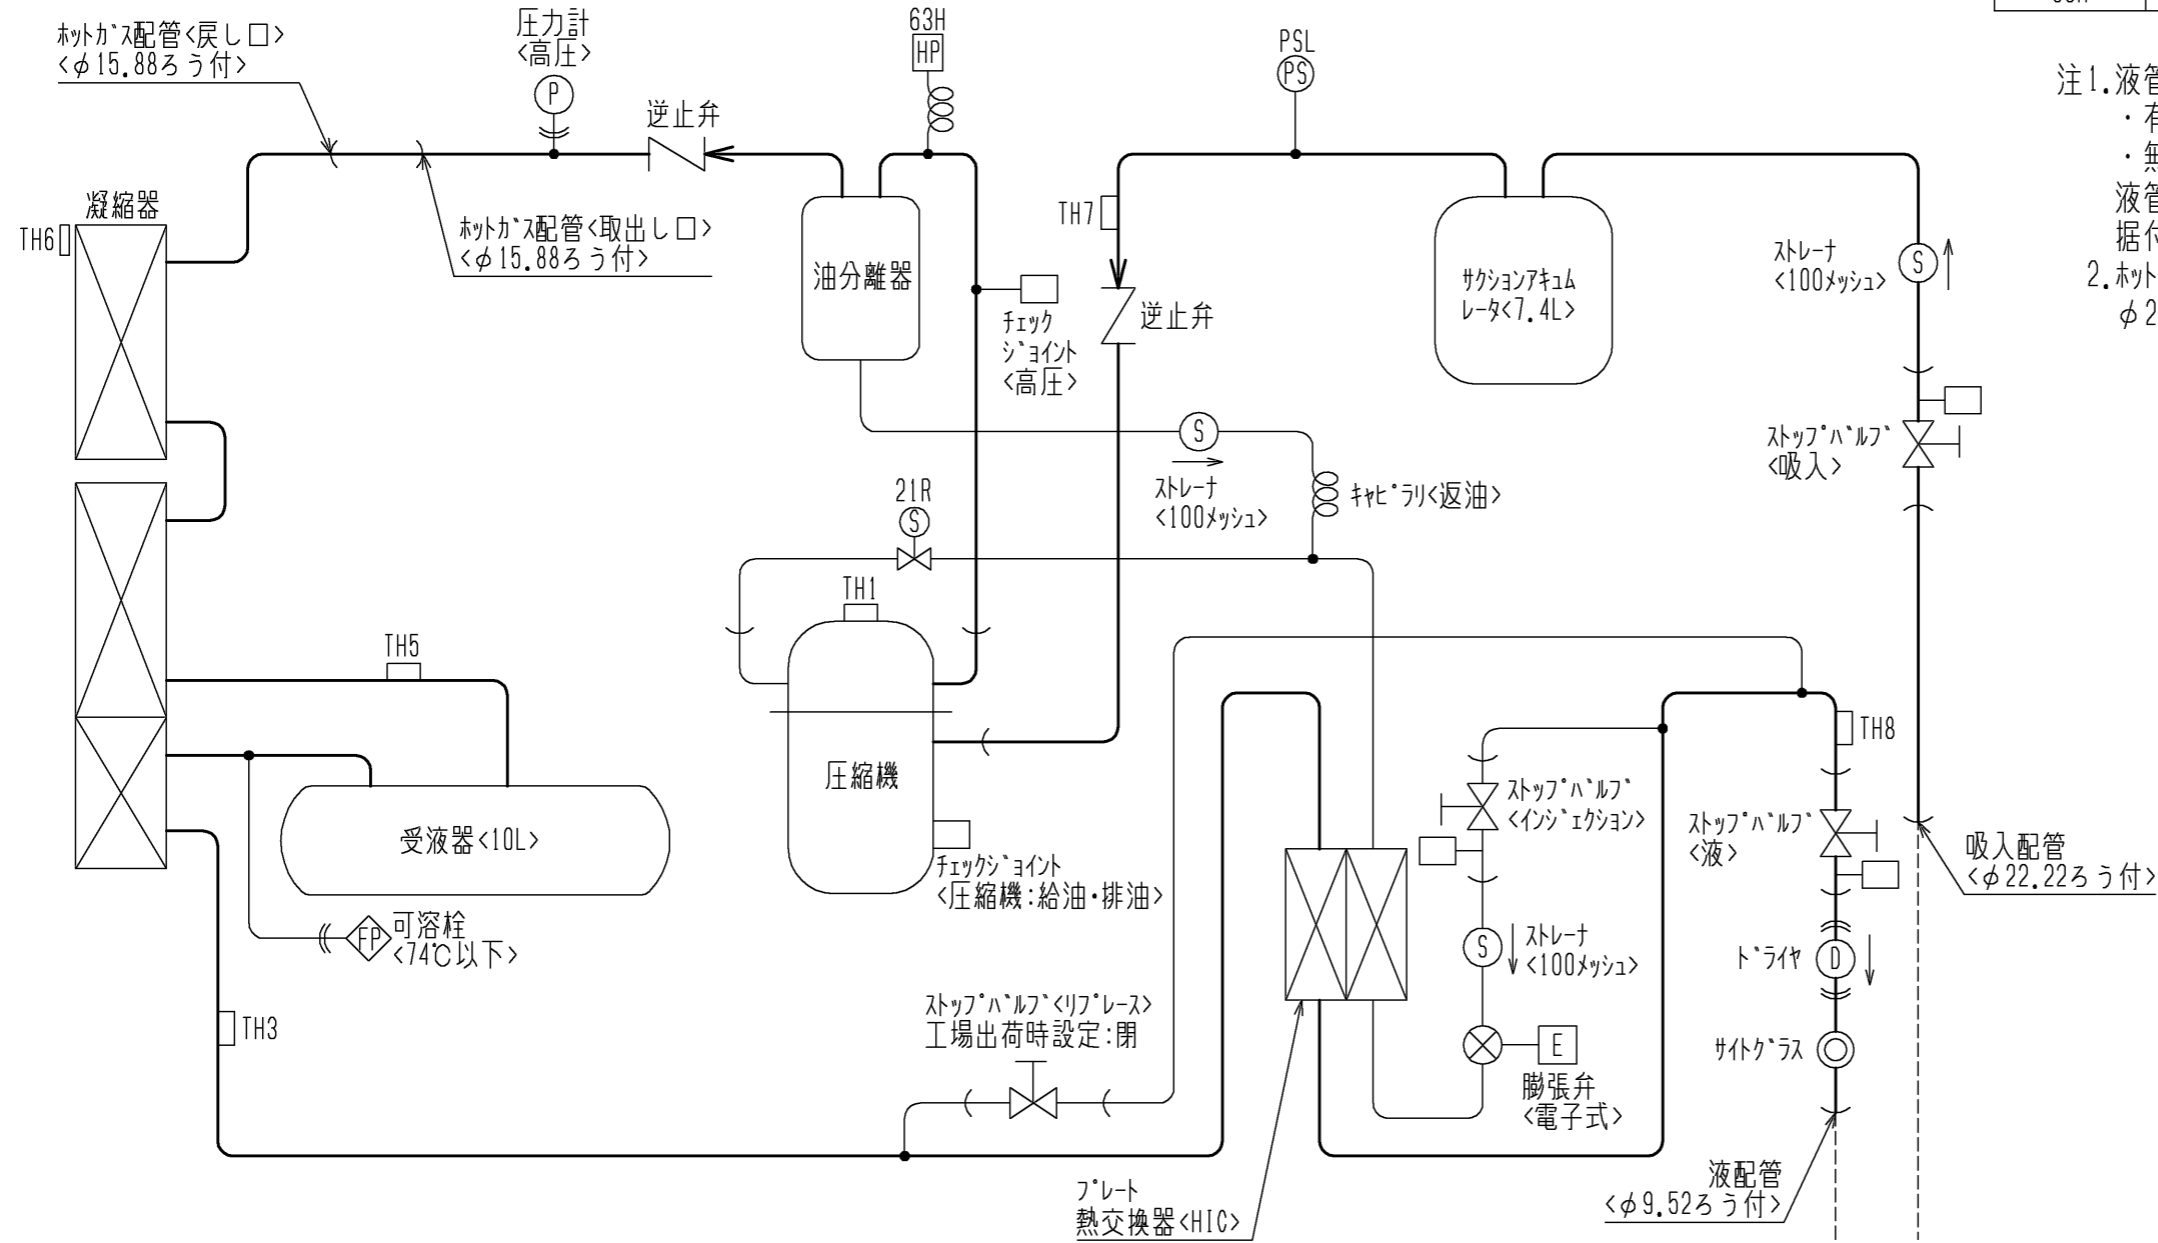 ホットガス配管<戻し口>
<φ15.88ろう付>
圧力計
<高圧>
P
逆止弁
63H
HP
PSL
PS
注1.液管
・
・
液管
据付
2.ホット
φ2
凝縮器
TH6
ホットガス配管<取出し口>
<φ15.88ろう付>
油分離器
チェック
ジョイント
<高圧>
TH7
逆止弁
サクションアキュム
レータ<7.4L>
ストレーナ
<100メッシュ>
S
ストップバルブ
<吸入>
S
ストレーナ
<100メッシュ>
キャピラリ<返油>
21R
S
TH1
TH5
圧縮機
チェックジョイント
<圧縮機:給油・排油>
受液器<10L>
FP
可溶栓
<74℃以下>
TH3
ストップバルブ<リプレース>
工場出荷時設定:閉
ストップバルブ
<インジェクション>
S
ストレーナ
<100メッシュ>
E
膨張弁
<電子式>
TH8
ストップバルブ
<液>
ドライヤ
D
サイトグラス
吸入配管
<φ22.22ろう付>
液配管
<φ9.52ろう付>
プレート
熱交換器<HIC>